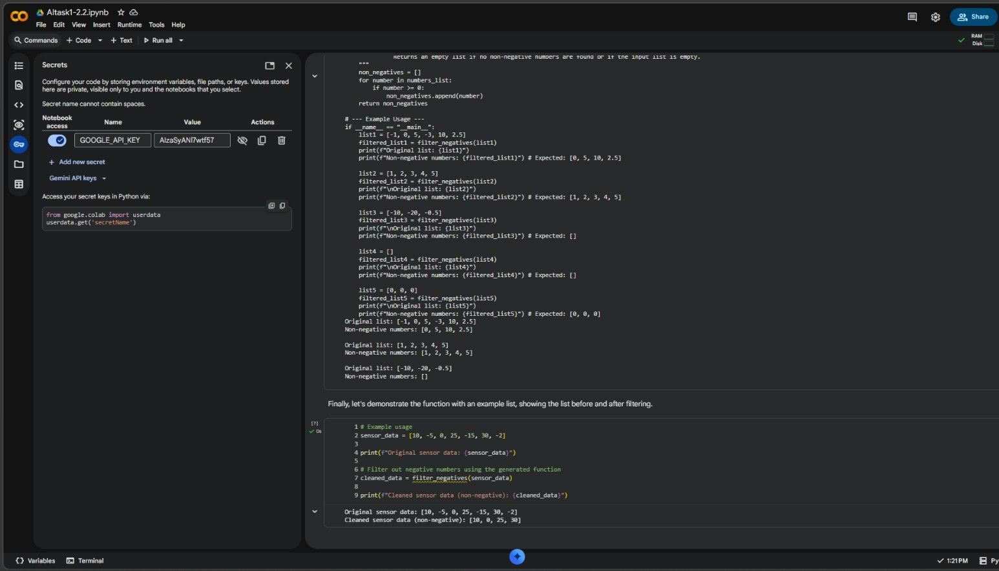 AItask1-2.2.ipynb
File Edit View Insert Runtime Tools Help
Share
Commands + Code + Text Run all
RAM
Disk
Secrets
Configure your code by storing environment variables, file paths, or keys. Values stored
here are private, visible only to you and the notebooks that you select.
Secret name cannot contain spaces.
Notebook access Name Value Actions
GOOGLE_API_KEY AIzaSyANl7wtf57
+ Add new secret
Gemini API keys
Access your secret keys in Python via:
from google.colab import userdata
userdata.get('secretName')
Returns an empty list if no non-negative numbers are found or if the input list is empty.
"""
non_negatives = []
for number in numbers_list:
if number >= 0:
non_negatives.append(number)
return non_negatives
# --- Example Usage ---
if __name__ == "__main__":
list1 = [-1, 0, 5, -3, 10, 2.5]
filtered_list1 = filter_negatives(list1)
print(f"Original list: {list1}")
print(f"Non-negative numbers: {filtered_list1}") # Expected: [0, 5, 10, 2.5]
list2 = [1, 2, 3, 4, 5]
filtered_list2 = filter_negatives(list2)
print(f"\nOriginal list: {list2}")
print(f"Non-negative numbers: {filtered_list2}") # Expected: [1, 2, 3, 4, 5]
list3 = [-10, -20, -0.5]
filtered_list3 = filter_negatives(list3)
print(f"\nOriginal list: {list3}")
print(f"Non-negative numbers: {filtered_list3}") # Expected: []
list4 = []
filtered_list4 = filter_negatives(list4)
print(f"\nOriginal list: {list4}")
print(f"Non-negative numbers: {filtered_list4}") # Expected: []
list5 = [0, 0, 0]
filtered_list5 = filter_negatives(list5)
print(f"\nOriginal list: {list5}")
print(f"Non-negative numbers: {filtered_list5}") # Expected: [0, 0, 0]
Original list: [-1, 0, 5, -3, 10, 2.5]
Non-negative numbers: [0, 5, 10, 2.5]
Original list: [1, 2, 3, 4, 5]
Non-negative numbers: [1, 2, 3, 4, 5]
Original list: [-10, -20, -0.5]
Non-negative numbers: []
Finally, let's demonstrate the function with an example list, showing the list before and after filtering.
[7]
0s
1 # Example usage
2 sensor_data = [10, -5, 0, 25, -15, 30, -2]
3
4 print(f"Original sensor data: {sensor_data}")
5
6 # Filter out negative numbers using the generated function
7 cleaned_data = filter_negatives(sensor_data)
8
9 print(f"Cleaned sensor data (non-negative): {cleaned_data}")
Original sensor data: [10, -5, 0, 25, -15, 30, -2]
Cleaned sensor data (non-negative): [10, 0, 25, 30]
Variables Terminal
1:21 PM Py